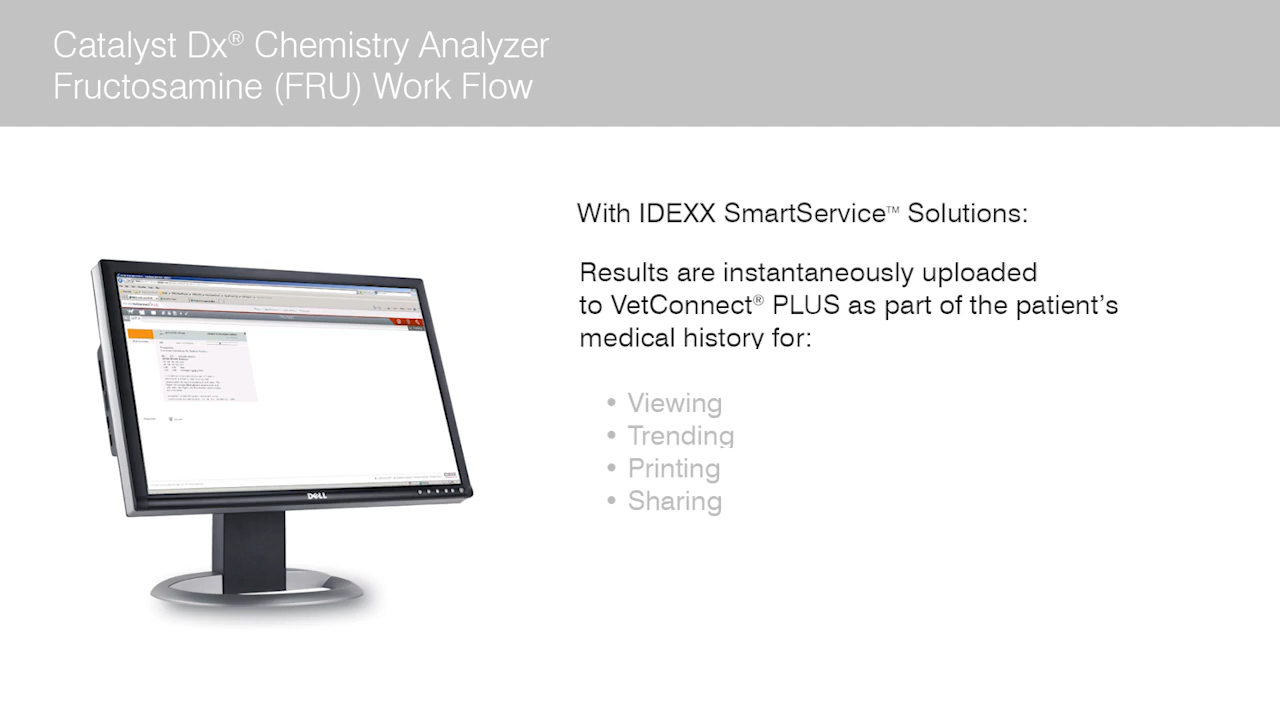 Catalyst Dx® Chemistry Analyzer
Fructosamine (FRU) Work Flow
With IDEXX SmartService™ Solutions:
Results are instantaneously uploaded
to VetConnect® PLUS as part of the patient’s
medical history for:
• Viewing
• Trending
• Printing
• Sharing
DELL